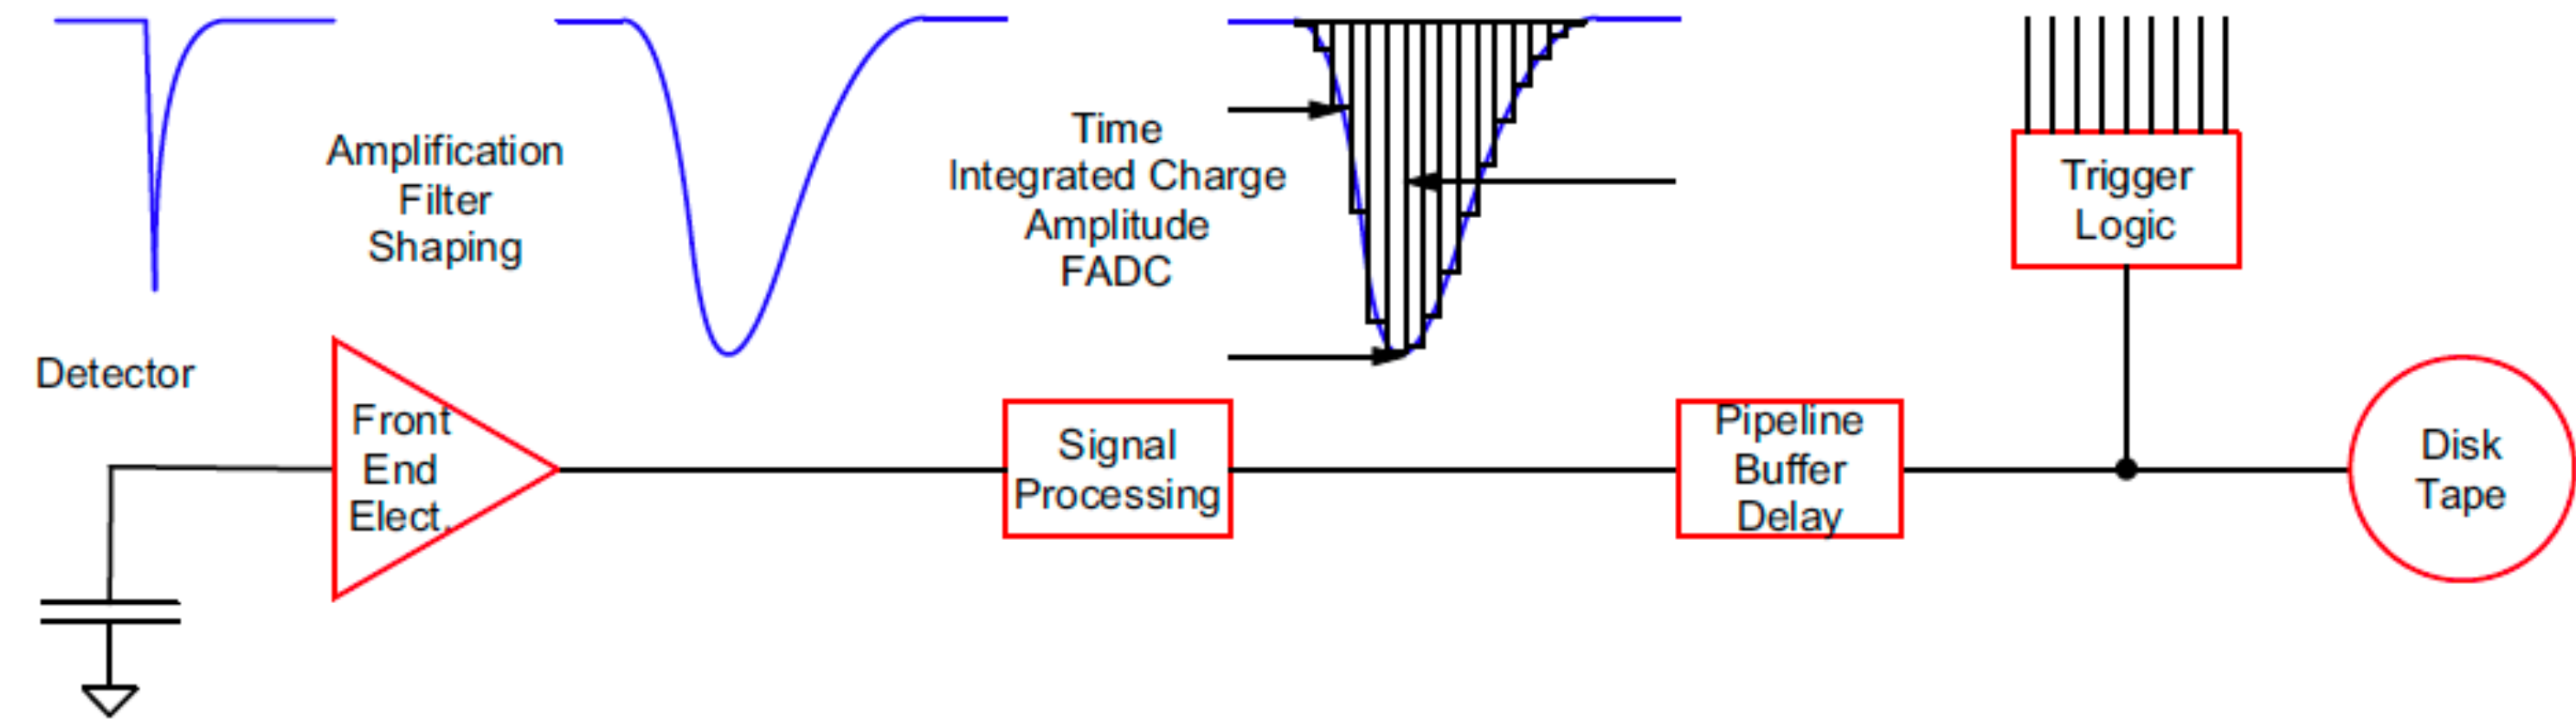 Detector
Amplification
Filter
Shaping
Front
End
Elect.
Time
Integrated Charge
Amplitude
FADC
Signal
Processing
Pipeline
Buffer
Delay
Trigger
Logic
Disk
Tape